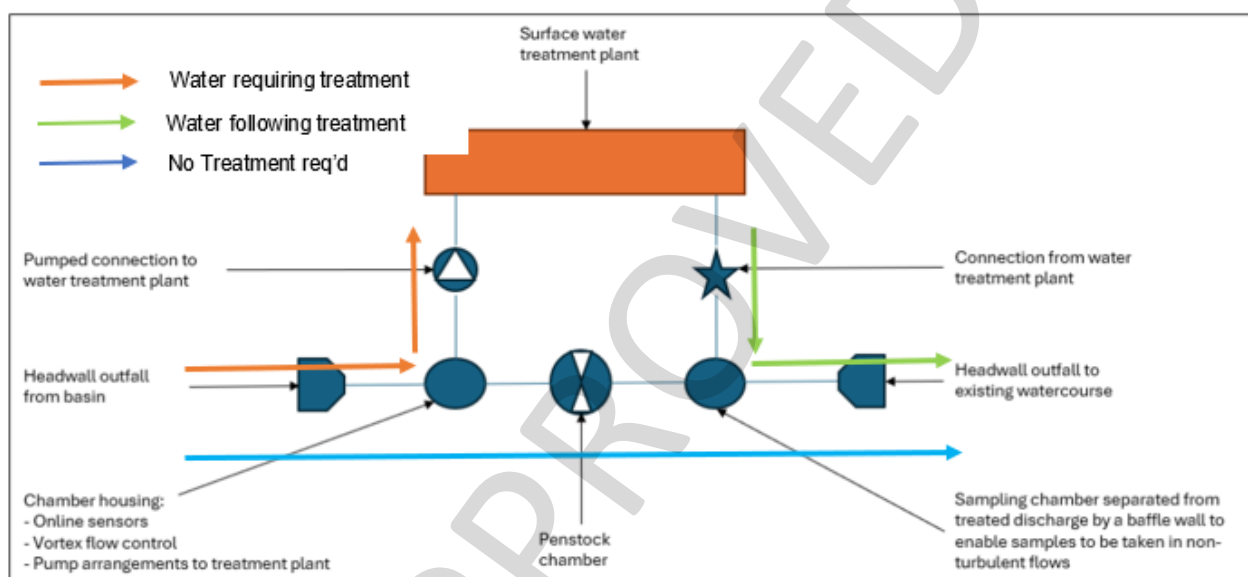 Surface water
treatment plant
Water requiring treatment
Water following treatment
No Treatment req'd
Pumped connection to
water treatment plant
Connection from water
treatment plant
Headwall outfall
from basin
Headwall outfall to
existing watercourse
Chamber housing:
- Online sensors
- Vortex flow control
- Pump arrangements to treatment plant
Penstock
chamber
Sampling chamber separated from
treated discharge by a baffle wall to
enable samples to be taken in non-
turbulent flows
PROVED